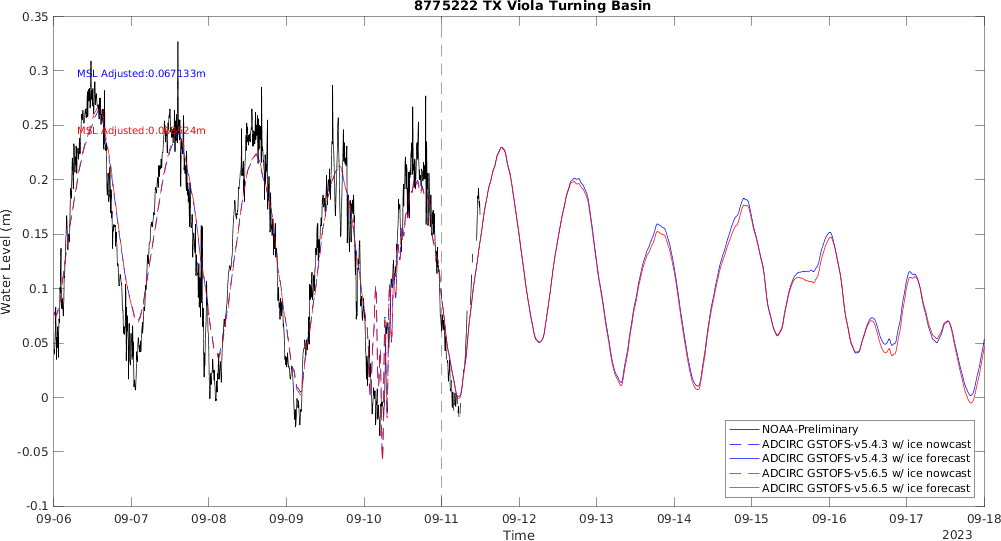 8775222 TX Viola Turning Basin
0.35
0.3
0.25
0.2
0.15
0.1
0.05
0
-0.05
-0.1
Water Level (m)
MSL Adjusted:0.067133m
MSL
NOAA-Preliminary
ADCIRC GSTOFS-v5.4.3 w/ ice nowcast
ADCIRC GSTOFS-v5.4.3 w/ ice forecast
ADCIRC GSTOFS-v5.6.5 w/ ice nowcast
ADCIRC GSTOFS-v5.6.5 w/ ice forecast
09-06 09-07 09-08 09-09 09-10 09-11 09-12 09-13 09-14 09-15 09-16 09-17 09-18
Time
2023